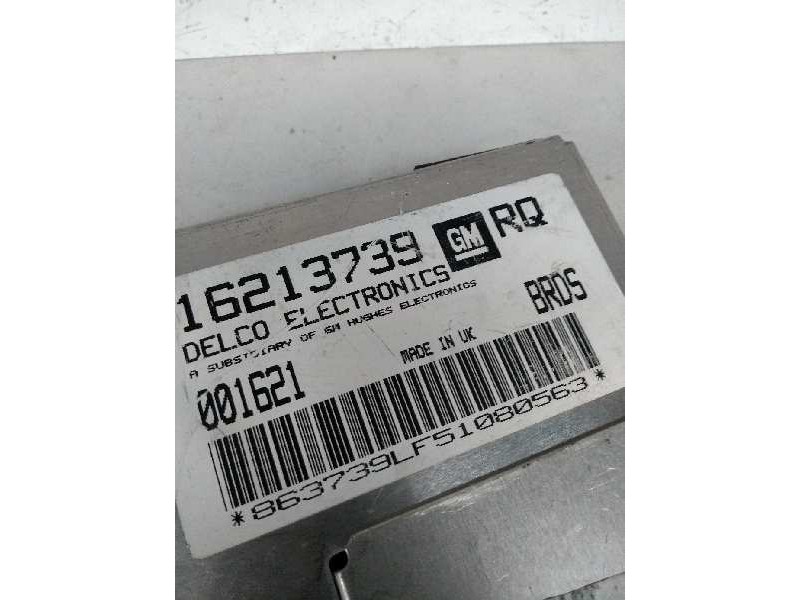 16213739 GM RQ
DELCO ELECTRONICS
A SUBSIDIARY OF GM HUGHES ELECTRONICS
MADE IN UK
BRDS
001621
*863739LF51080563*